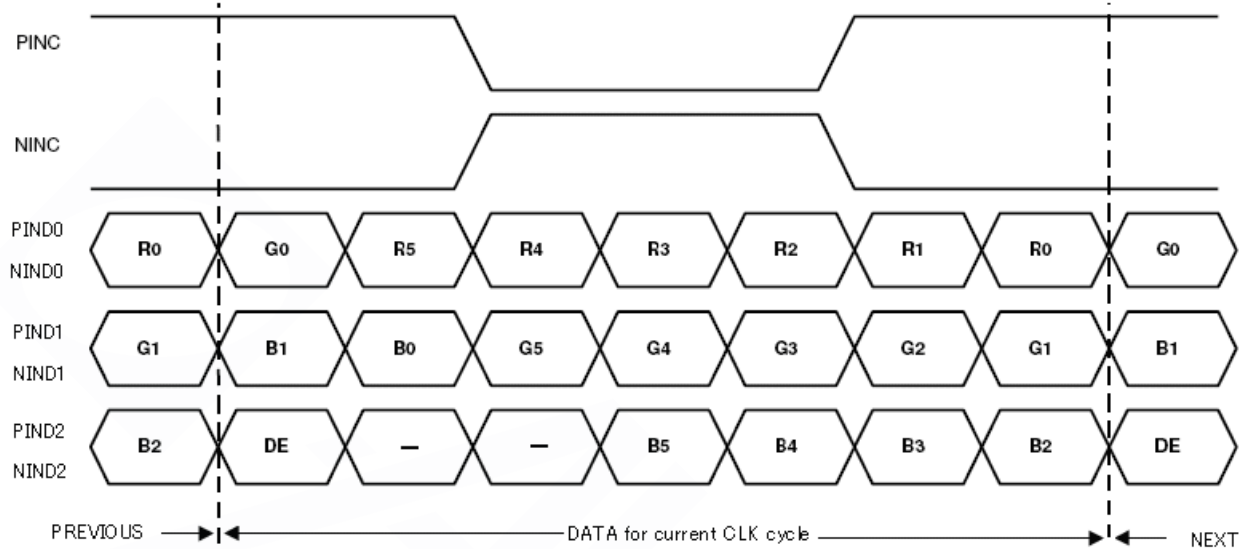 PINC
NINC
PIND0
R0 G0 R5 R4 R3 R2 R1 R0 G0
NIND0
PIND1
G1 B1 B0 G5 G4 G3 G2 G1 B1
NIND1
PIND2
B2 DE — — B5 B4 B3 B2 DE
NIND2
PREVIOUS DATA for current CLK cycle NEXT